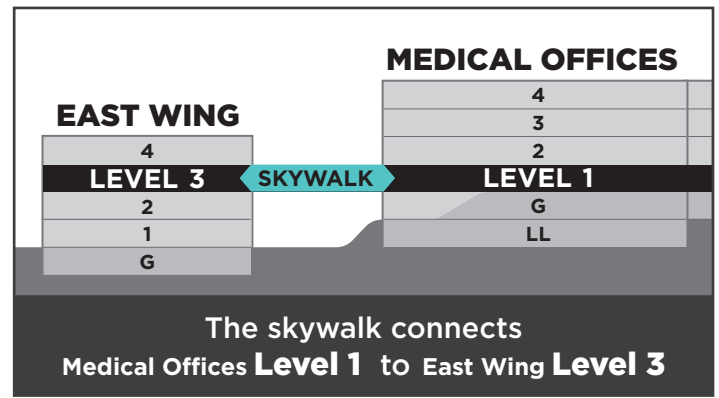 MEDICAL OFFICES
4
3
EAST WING
4
2
LEVEL 3
SKYWALK
LEVEL 1
2
G
1
LL
G
The skywalk connects
Medical Offices Level 1 to East Wing Level 3